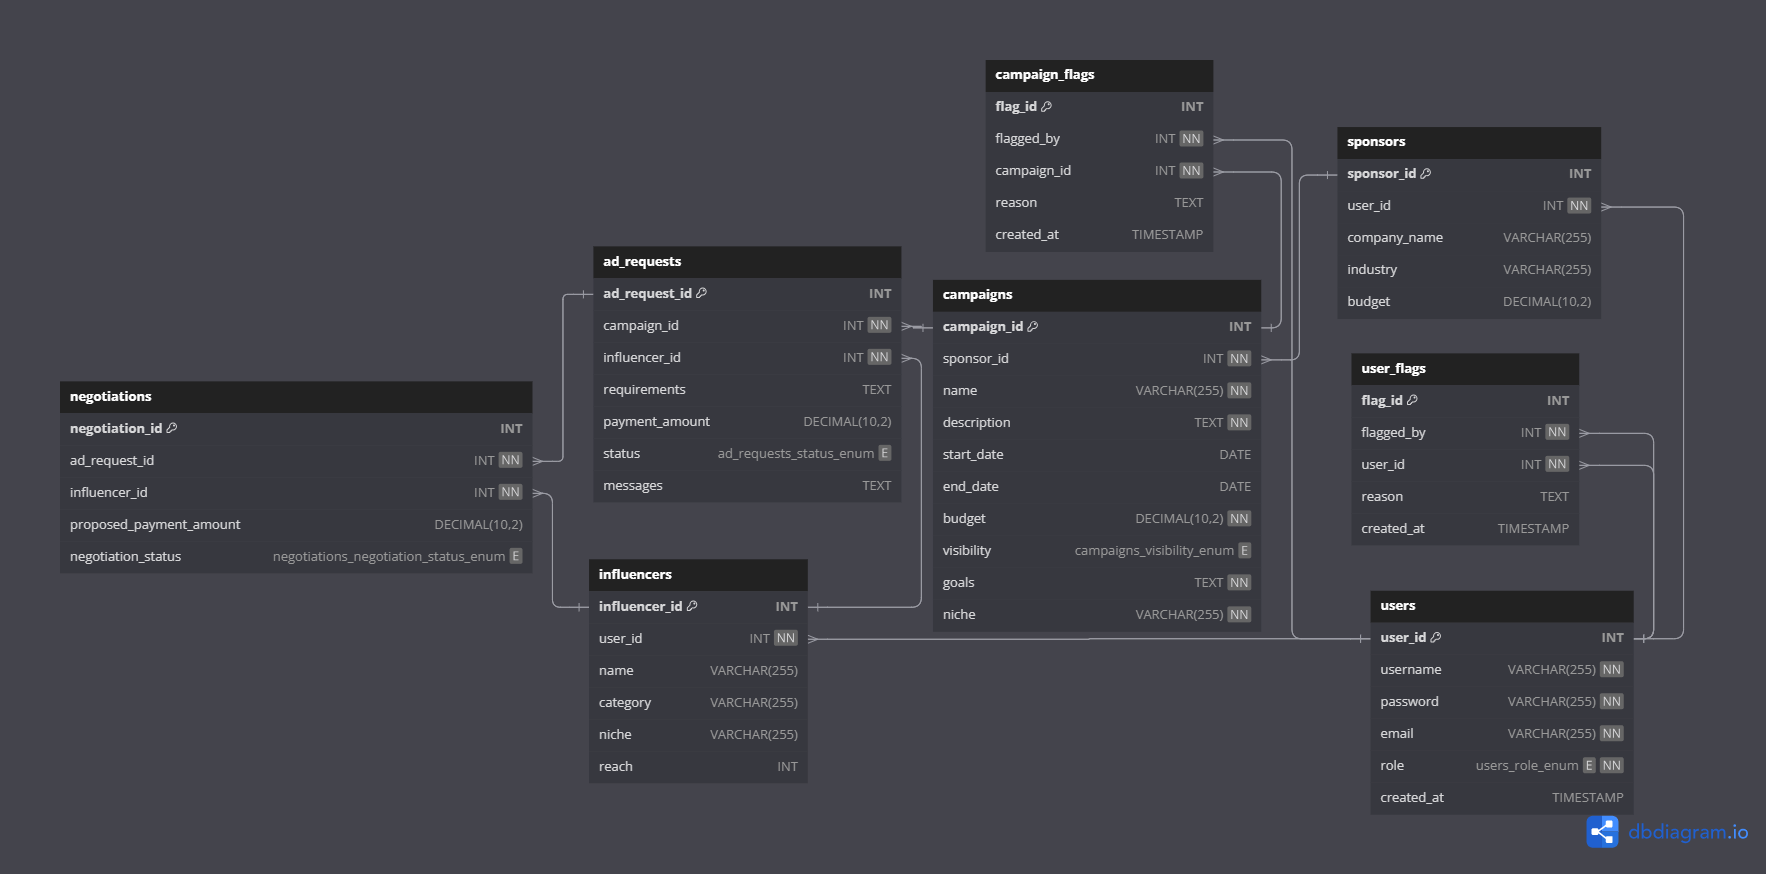 campaign_flags
flag_id INT
flagged_by INT NN
campaign_id INT NN
reason TEXT
created_at TIMESTAMP
sponsors
sponsor_id INT
user_id INT NN
company_name VARCHAR(255)
industry VARCHAR(255)
budget DECIMAL(10,2)
ad_requests
ad_request_id INT
campaign_id INT NN
influencer_id INT NN
requirements TEXT
payment_amount DECIMAL(10,2)
status ad_requests_status_enum E
messages TEXT
campaigns
campaign_id INT
sponsor_id INT NN
name VARCHAR(255) NN
description TEXT NN
start_date DATE
end_date DATE
budget DECIMAL(10,2) NN
visibility campaigns_visibility_enum E
goals TEXT NN
niche VARCHAR(255) NN
user_flags
flag_id INT
flagged_by INT NN
user_id INT NN
reason TEXT
created_at TIMESTAMP
negotiations
negotiation_id INT
ad_request_id INT NN
influencer_id INT NN
proposed_payment_amount DECIMAL(10,2)
negotiation_status negotiations_negotiation_status_enum E
influencers
influencer_id INT
user_id INT NN
name VARCHAR(255)
category VARCHAR(255)
niche VARCHAR(255)
reach INT
users
user_id INT
username VARCHAR(255) NN
password VARCHAR(255) NN
email VARCHAR(255) NN
role users_role_enum E NN
created_at TIMESTAMP
dbdiagram.io